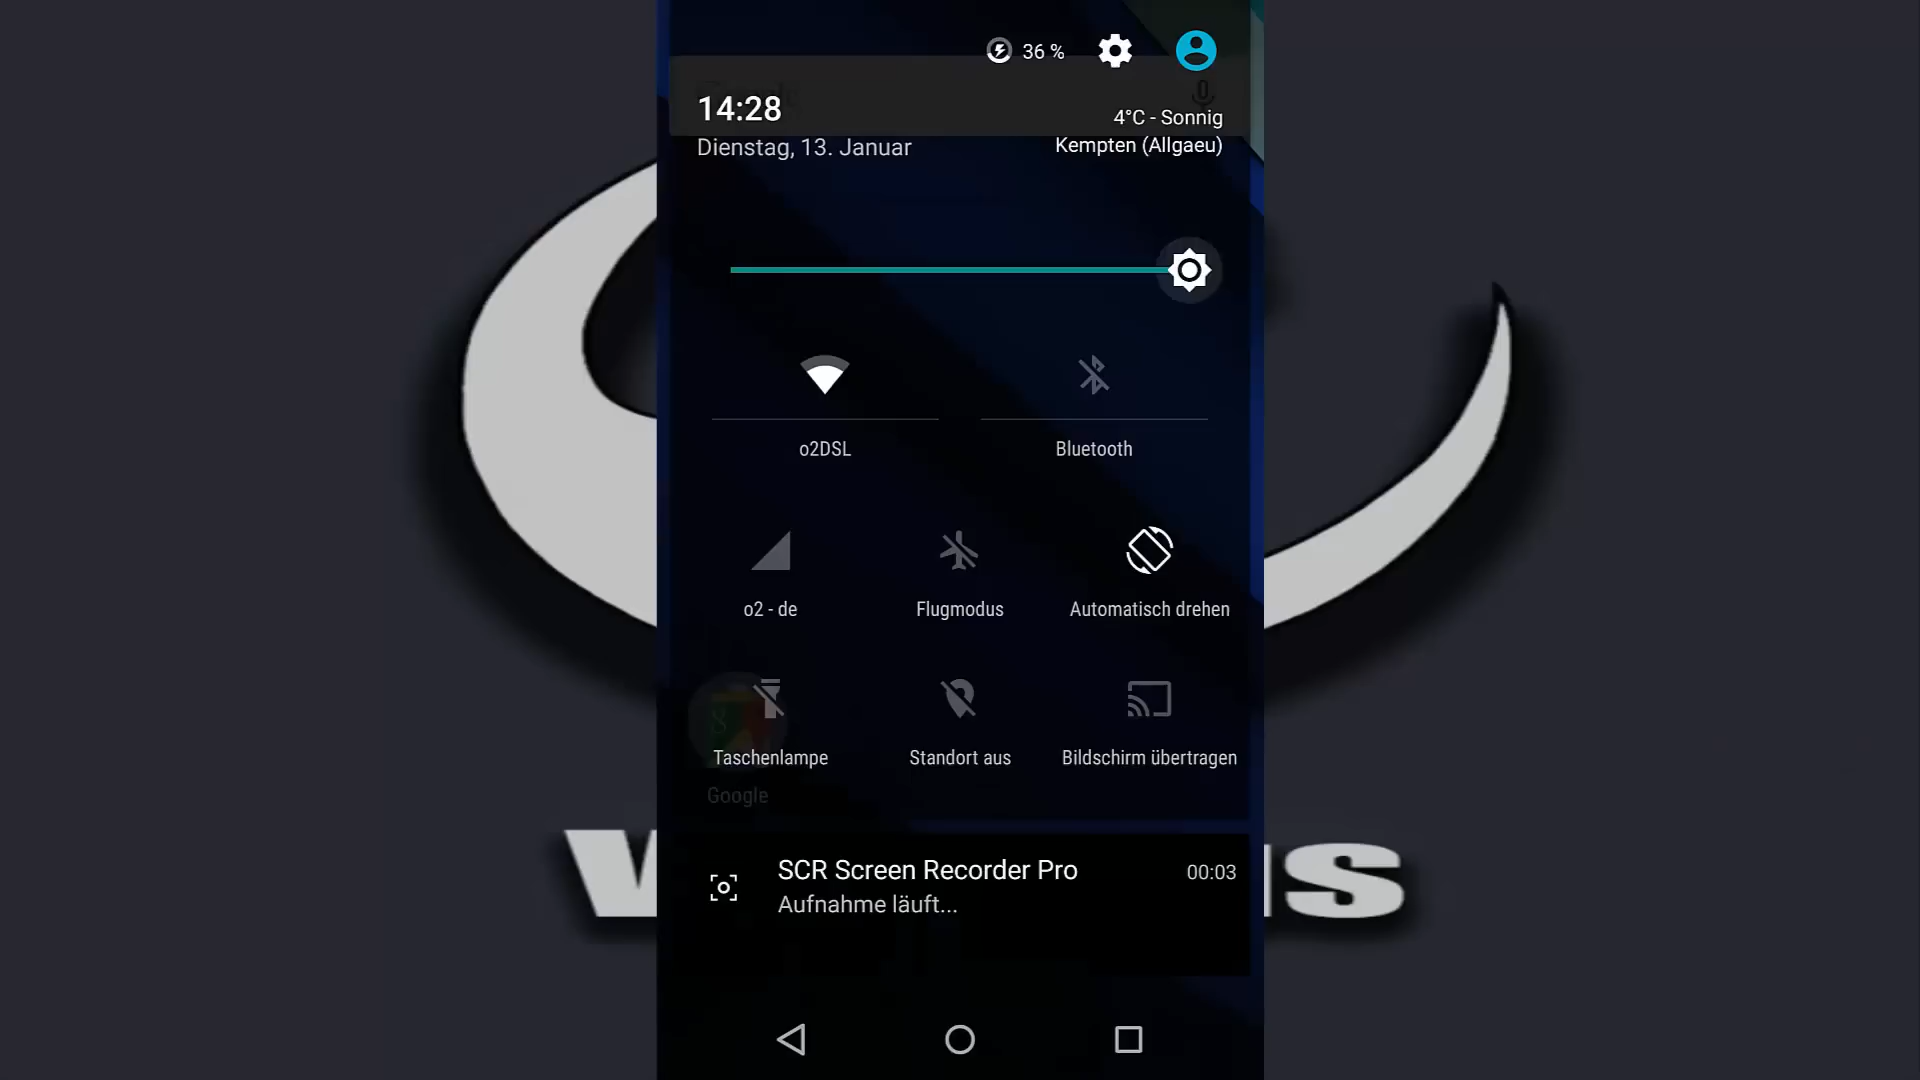 36 %
14:28
4°C - Sonnig
Dienstag, 13. Januar
Kempten (Allgaeu)
o2DSL
Bluetooth
o2 - de
Flugmodus
Automatisch drehen
Taschenlampe
Standort aus
Bildschirm übertragen
Google
SCR Screen Recorder Pro
00:03
Aufnahme läuft...